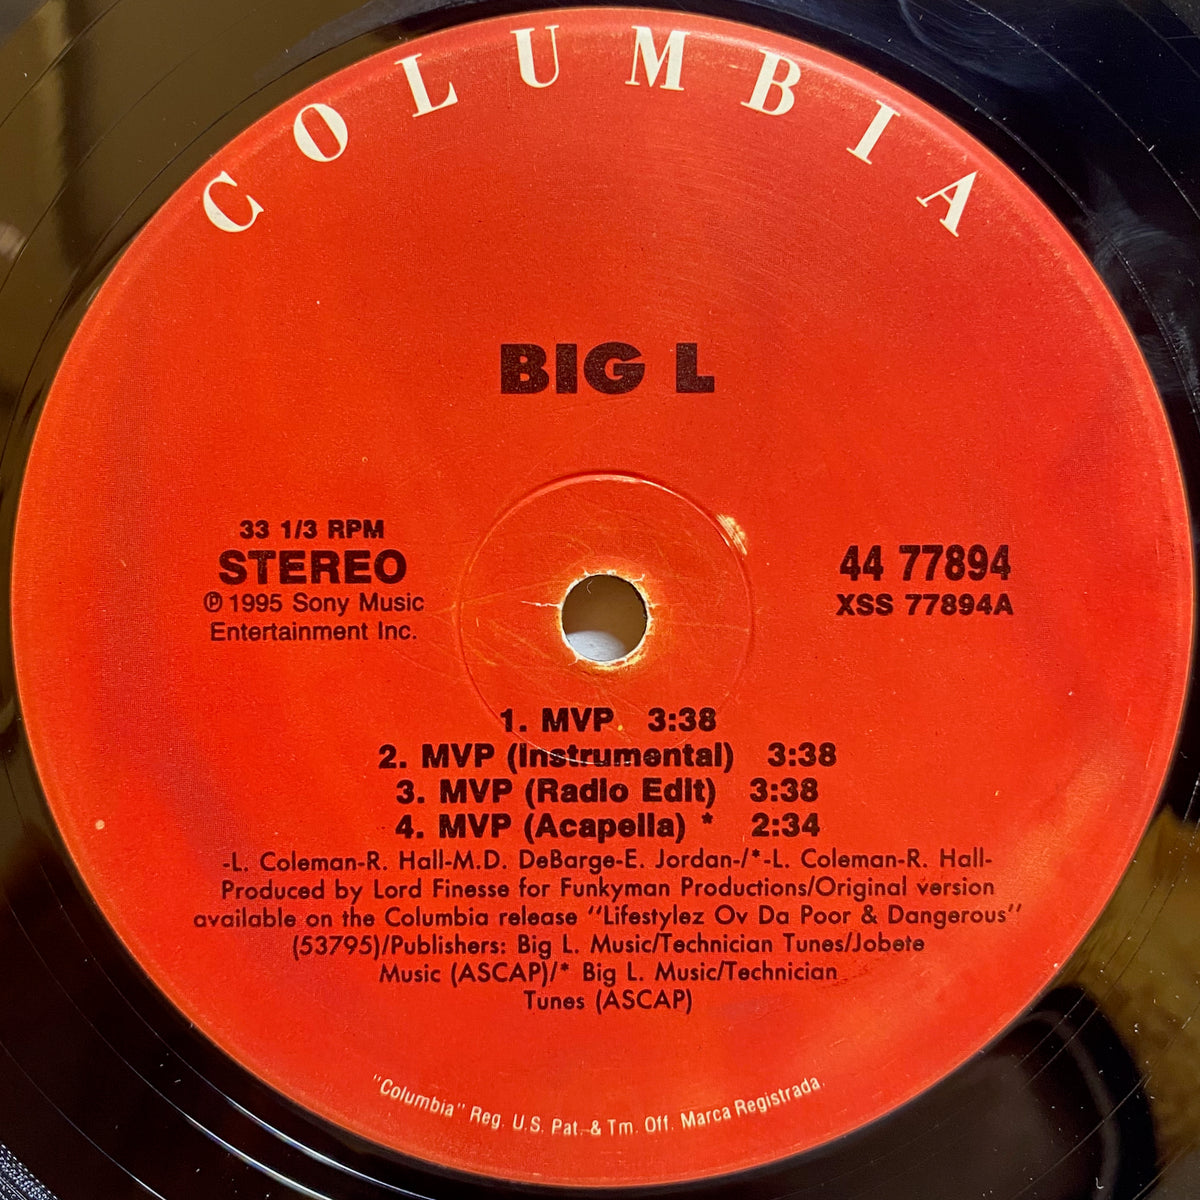 COLUMBIA
BIG L
33 1/3 RPM
STEREO
℗ 1995 Sony Music
Entertainment Inc.
44 77894
XSS 77894A
1. MVP 3:38
2. MVP (Instrumental) 3:38
3. MVP (Radio Edit) 3:38
4. MVP (Acapella) * 2:34
-L. Coleman-R. Hall-M.D. DeBarge-E. Jordan-/*-L. Coleman-R. Hall-
Produced by Lord Finesse for Funkyman Productions/Original version
available on the Columbia release "Lifestylez Ov Da Poor & Dangerous"
(53795)/Publishers: Big L. Music/Technician Tunes/Jobete
Music (ASCAP)/* Big L. Music/Technician
Tunes (ASCAP)
"Columbia" Reg. U.S. Pat. & Tm. Off. Marca Registrada.